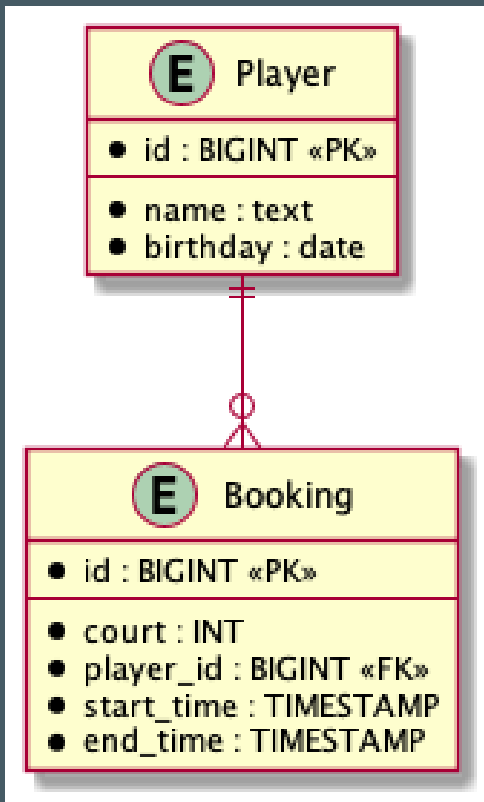 E Player
● id : BIGINT «PK»
● name : text
● birthday : date
E Booking
● id : BIGINT «PK»
● court : INT
● player_id : BIGINT «FK»
● start_time : TIMESTAMP
● end_time : TIMESTAMP